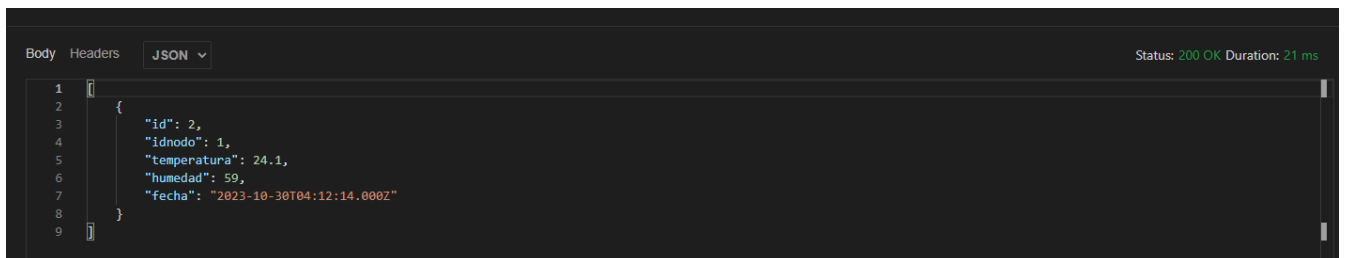 Body Headers JSON Status: 200 OK Duration: 21 ms
1 [
2 {
3 "id": 2,
4 "idnodo": 1,
5 "temperatura": 24.1,
6 "humedad": 59,
7 "fecha": "2023-10-30T04:12:14.000Z"
8 }
9 ]